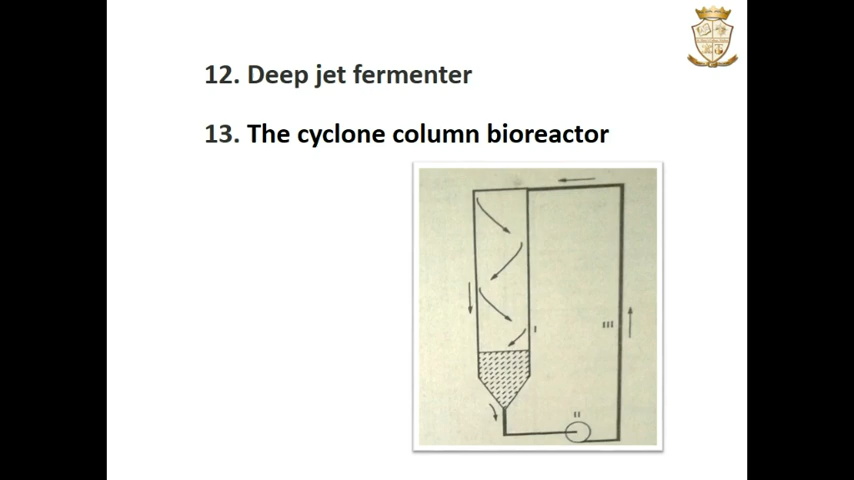 12. Deep jet fermenter
13. The cyclone column bioreactor
I
III
II